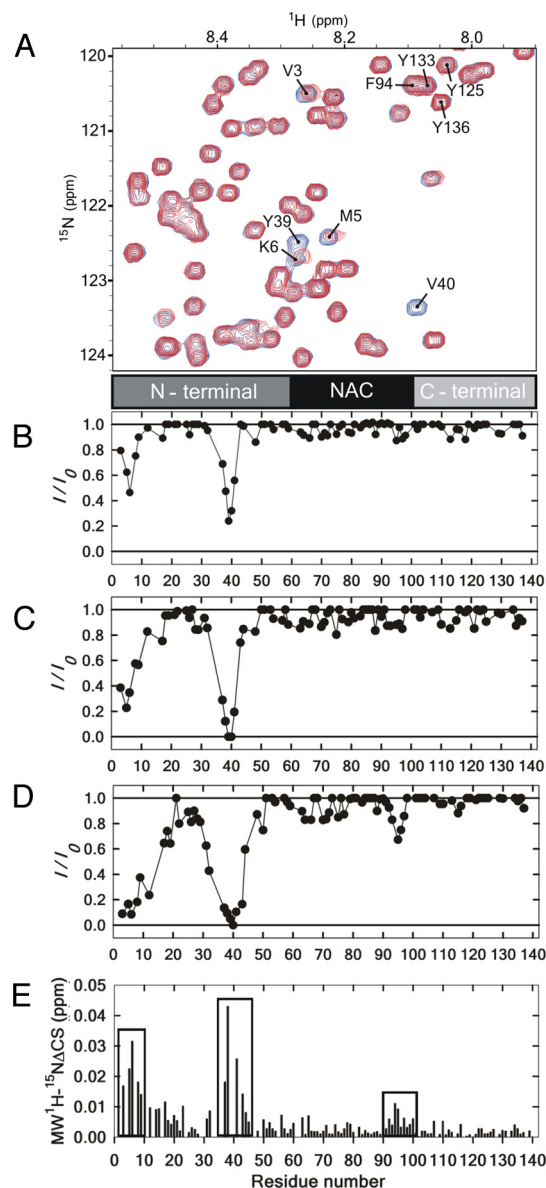 ¹H (ppm)
A
8.4 8.2 8.0
120
121
122
123
124
¹⁵N (ppm)
V3
Y133
F94
Y125
Y136
Y39
M5
K6
V40
N - terminal NAC C - terminal
B
I / I₀
1.0
0.8
0.6
0.4
0.2
0.0
0 10 20 30 40 50 60 70 80 90 100 110 120 130 140
C
I / I₀
1.0
0.8
0.6
0.4
0.2
0.0
0 10 20 30 40 50 60 70 80 90 100 110 120 130 140
D
I / I₀
1.0
0.8
0.6
0.4
0.2
0.0
0 10 20 30 40 50 60 70 80 90 100 110 120 130 140
E
MW¹H-¹⁵NΔCS (ppm)
0.05
0.04
0.03
0.02
0.01
0.00
0 10 20 30 40 50 60 70 80 90 100 110 120 130 140
Residue number